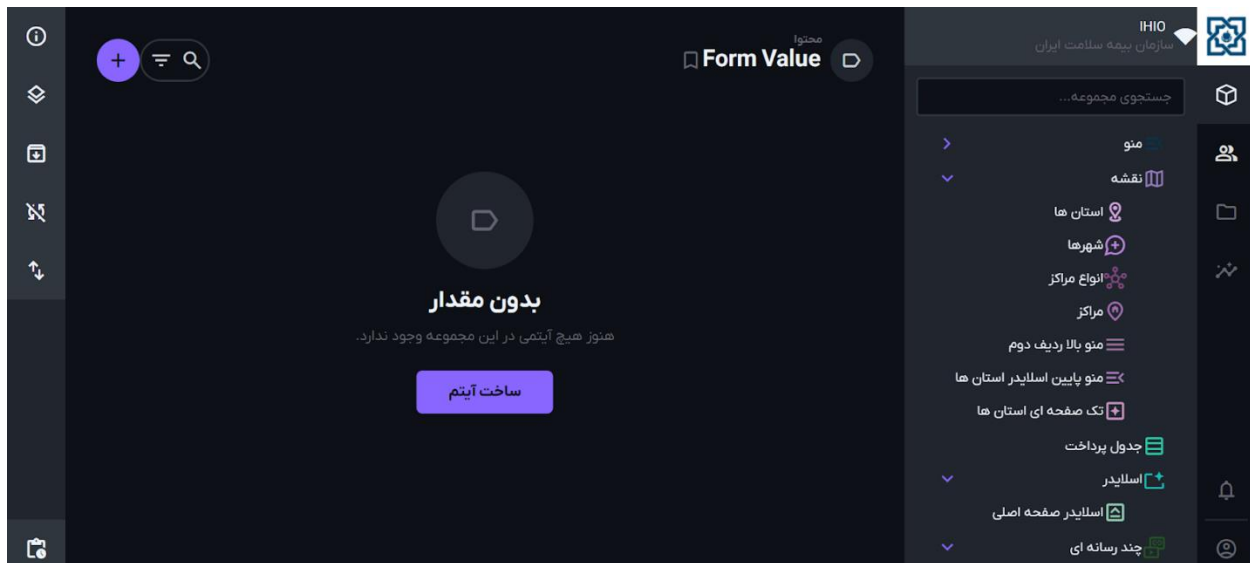 IHIO
سازمان بیمه سلامت ایران
جستجوی مجموعه...
منو
نقشه
استان ها
شهرها
انواع مراکز
مراکز
منو بالا ردیف دوم
منو پایین اسلایدر استان ها
تک صفحه ای استان ها
جدول پرداخت
اسلایدر
اسلایدر صفحه اصلی
چند رسانه ای
محتوا
Form Value
بدون مقدار
هنوز هیچ آیتمی در این مجموعه وجود ندارد.
ساخت آیتم